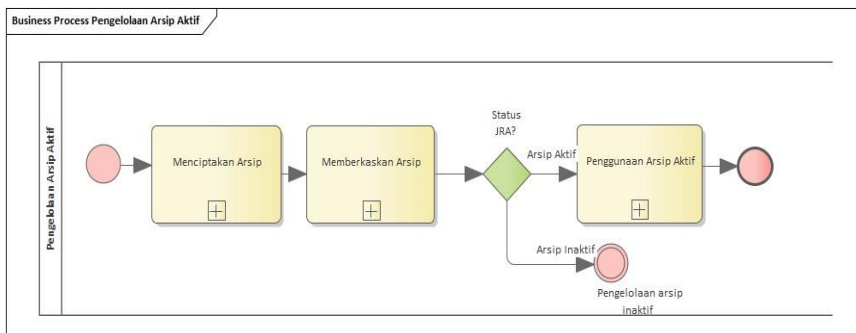 Business Process Pengelolaan Arsip Aktif
Pengelolaan Arsip Aktif
Menciptakan Arsip
Memberkaskan Arsip
Status
JRA?
Arsip Aktif
Penggunaan Arsip Aktif
Arsip Inaktif
Pengelolaan arsip
inaktif